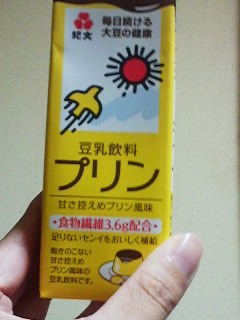 紀文
毎日続ける
大豆の健康
豆乳飲料
プリン
甘さ控えめプリン風味
・食物繊維3.6g配合・
足りないセンイをおいしく補給
飽きのこない
甘さ控えめ
プリン風味の
豆乳飲料です。